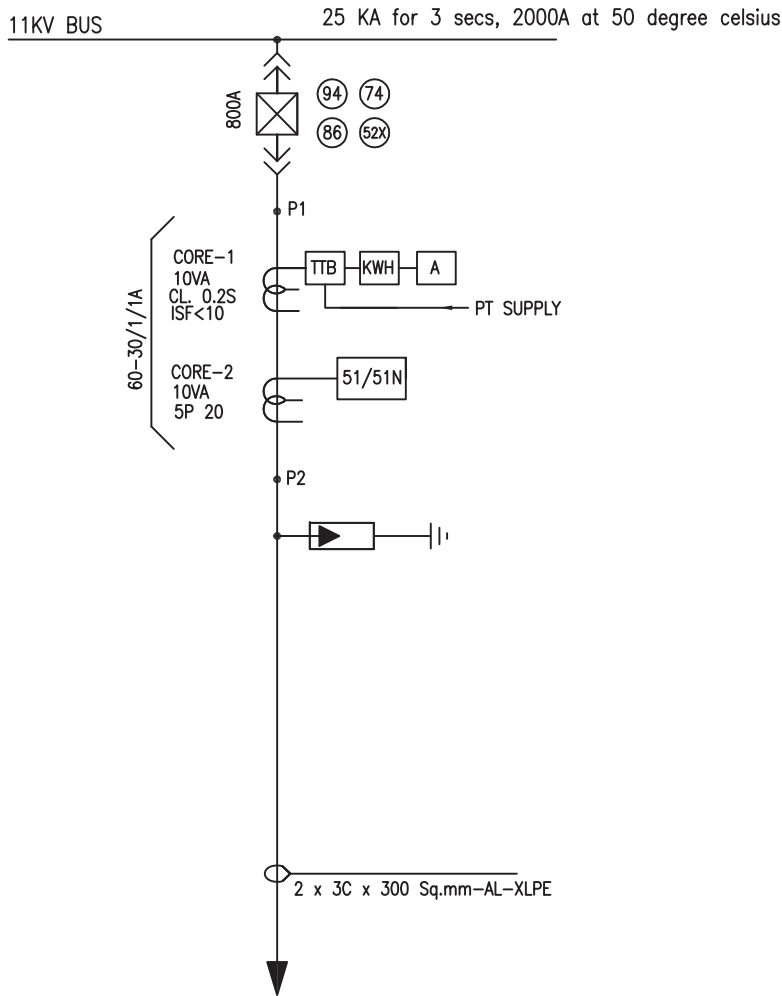 11KV BUS
25 KA for 3 secs, 2000A at 50 degree celsius
800A
94
74
86
52X
P1
60-30/1/1A
CORE-1
10VA
CL. 0.2S
ISF<10
TTB
KWH
A
PT SUPPLY
CORE-2
10VA
5P 20
51/51N
P2
2 x 3C x 300 Sq.mm-AL-XLPE